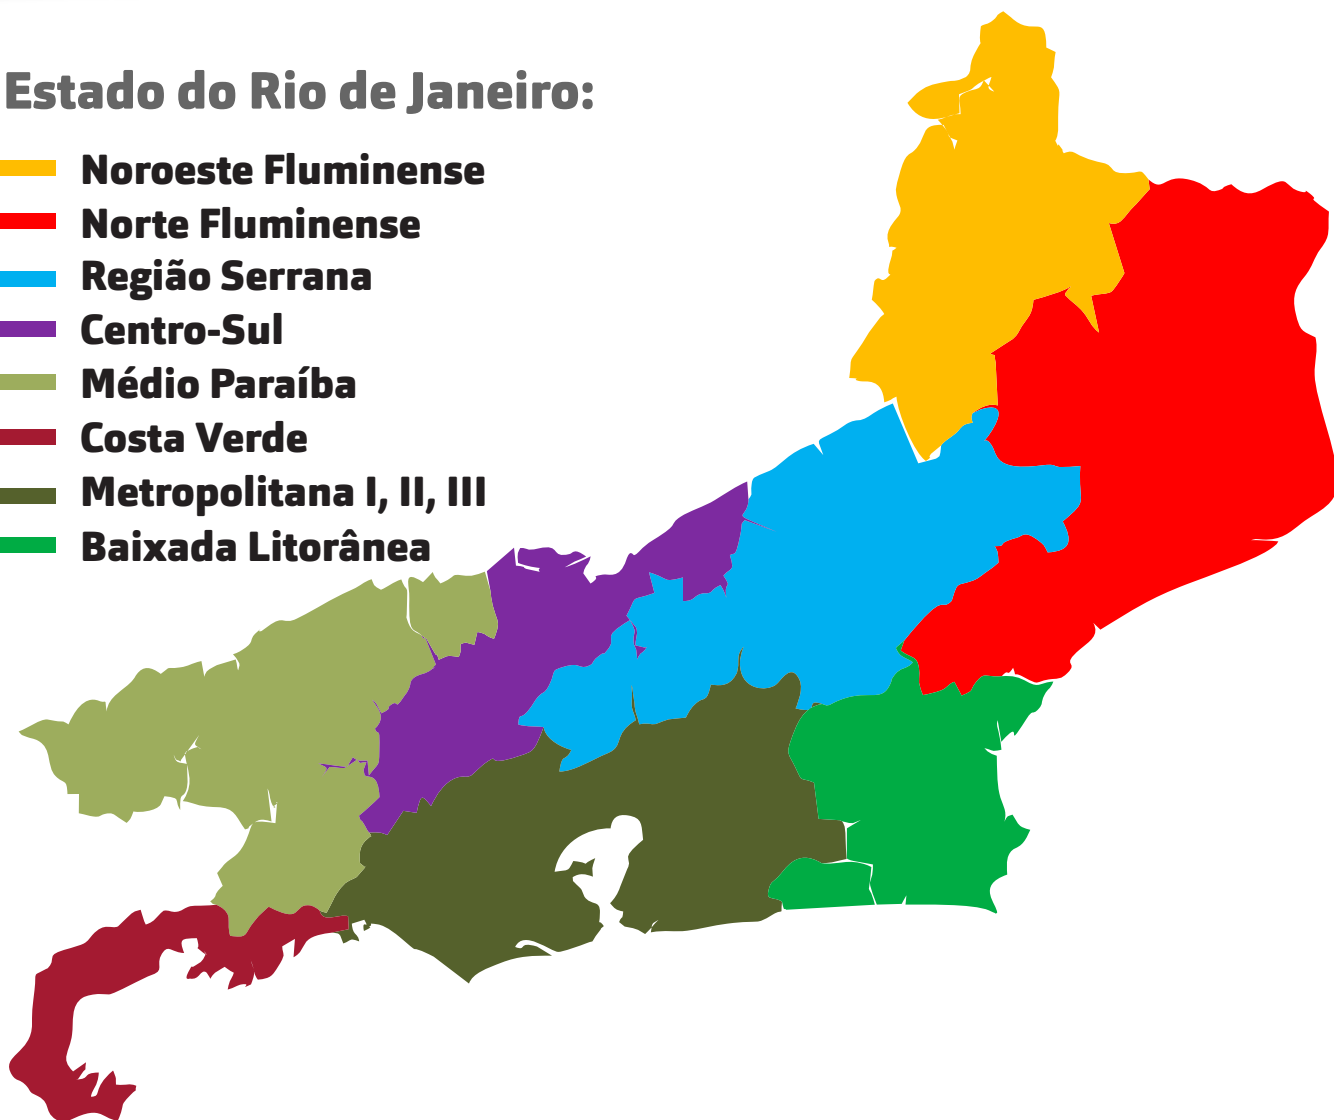 Estado do Rio de Janeiro:
Noroeste Fluminense
Norte Fluminense
Região Serrana
Centro-Sul
Médio Paraíba
Costa Verde
Metropolitana I, II, III
Baixada Litorânea